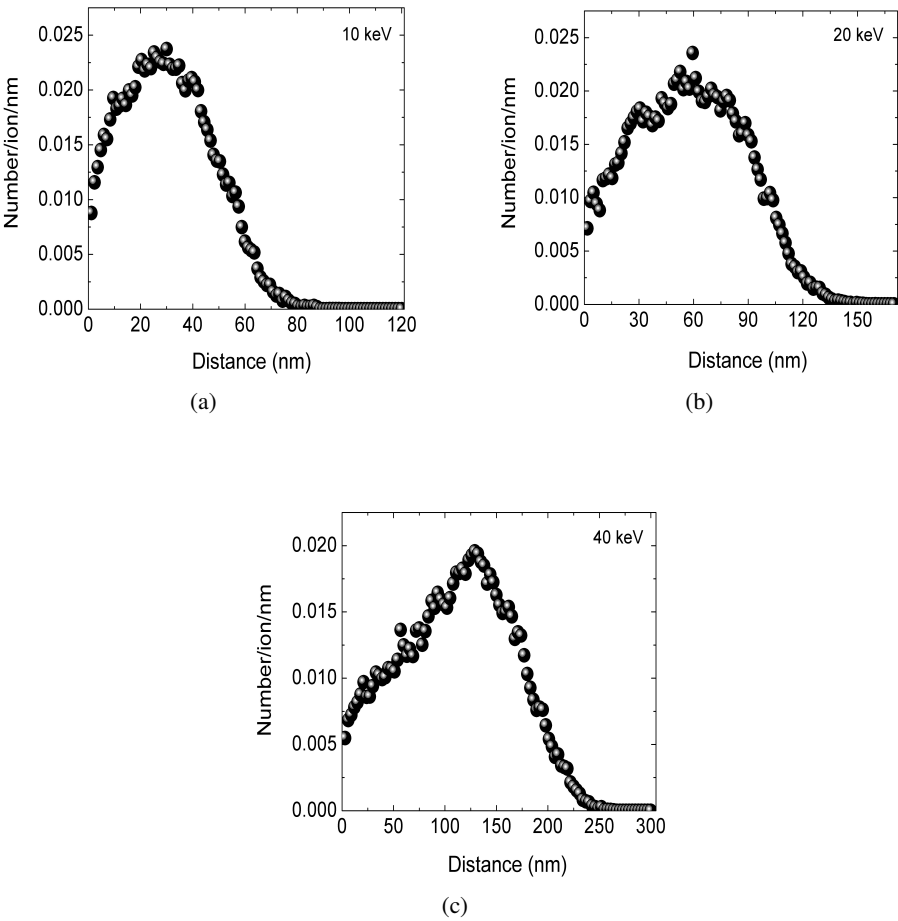 10 keV
Number/ion/nm
0.025
0.020
0.015
0.010
0.005
0.000
0 20 40 60 80 100 120
Distance (nm)
(a)
20 keV
Number/ion/nm
0.025
0.020
0.015
0.010
0.005
0.000
0 30 60 90 120 150
Distance (nm)
(b)
40 keV
Number/ion/nm
0.020
0.015
0.010
0.005
0.000
0 50 100 150 200 250 300
Distance (nm)
(c)